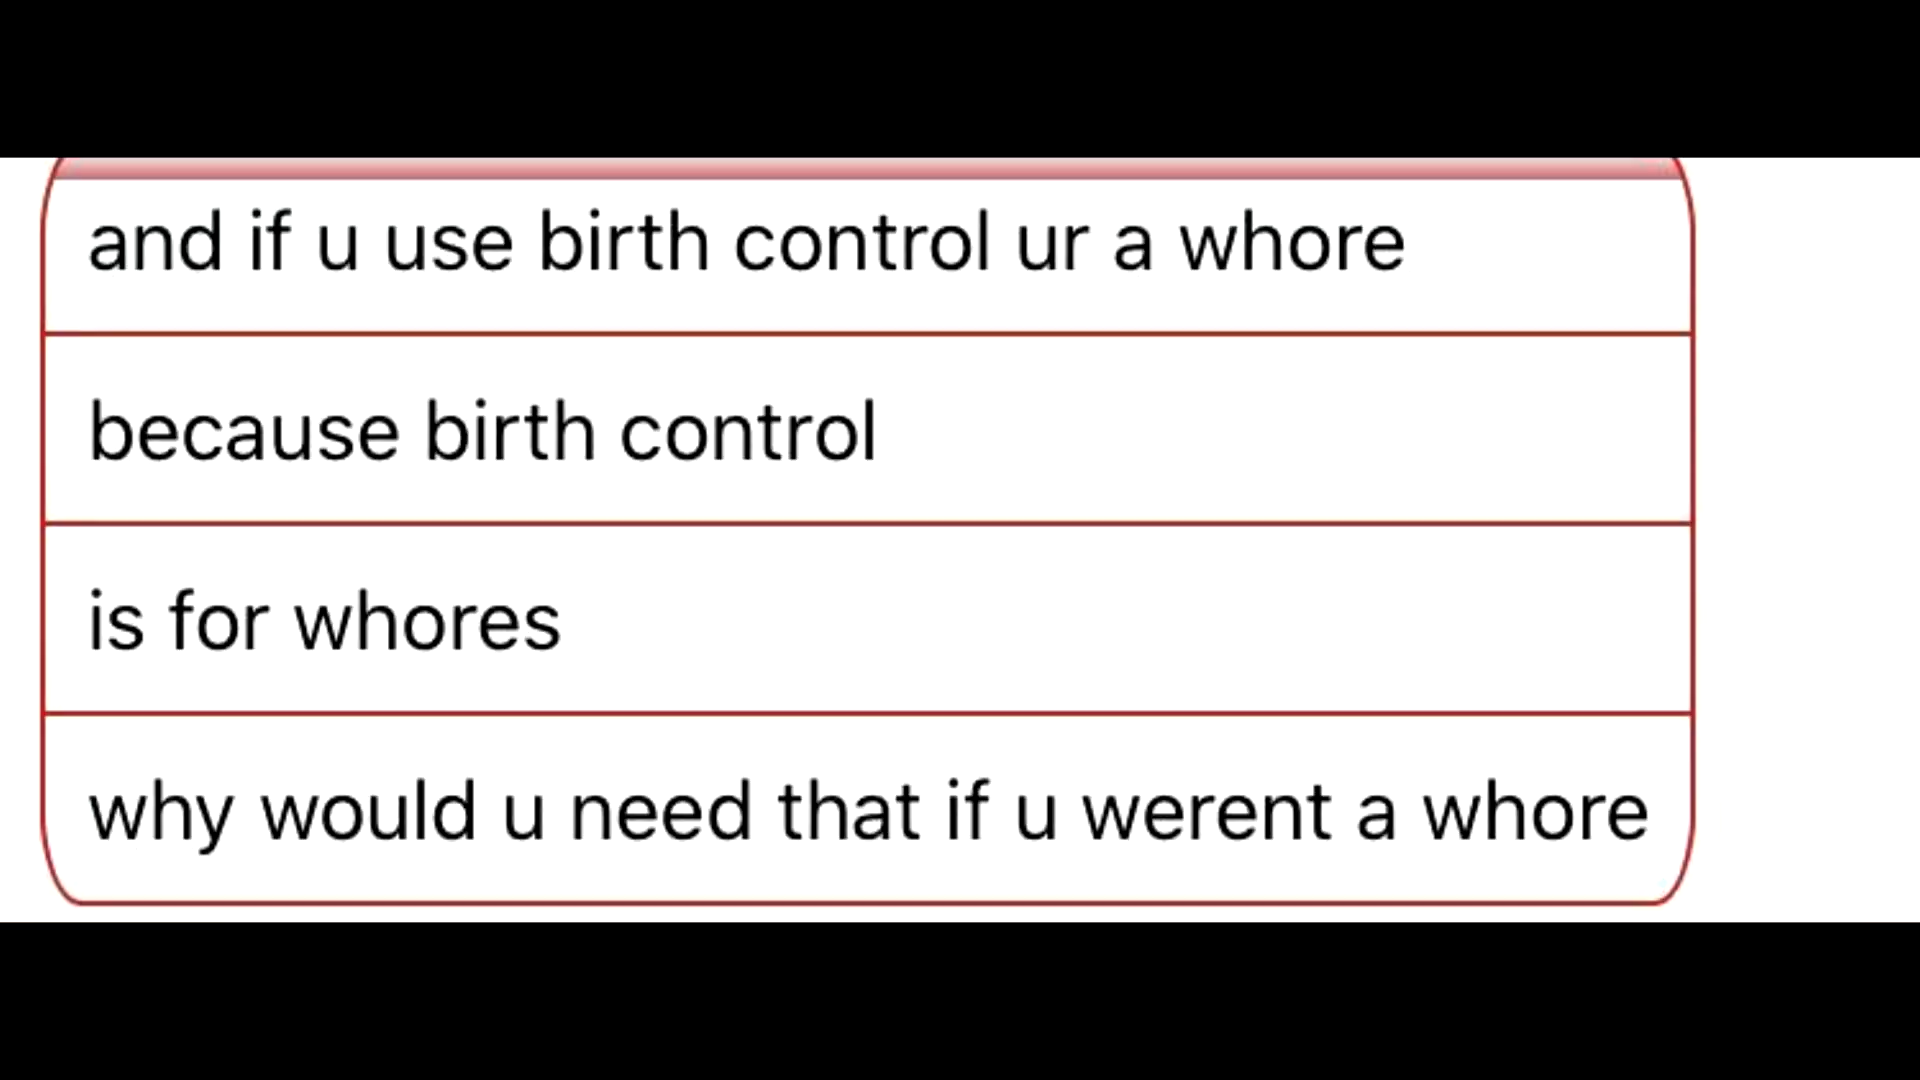 and if u use birth control ur a whore
because birth control
is for whores
why would u need that if u werent a whore